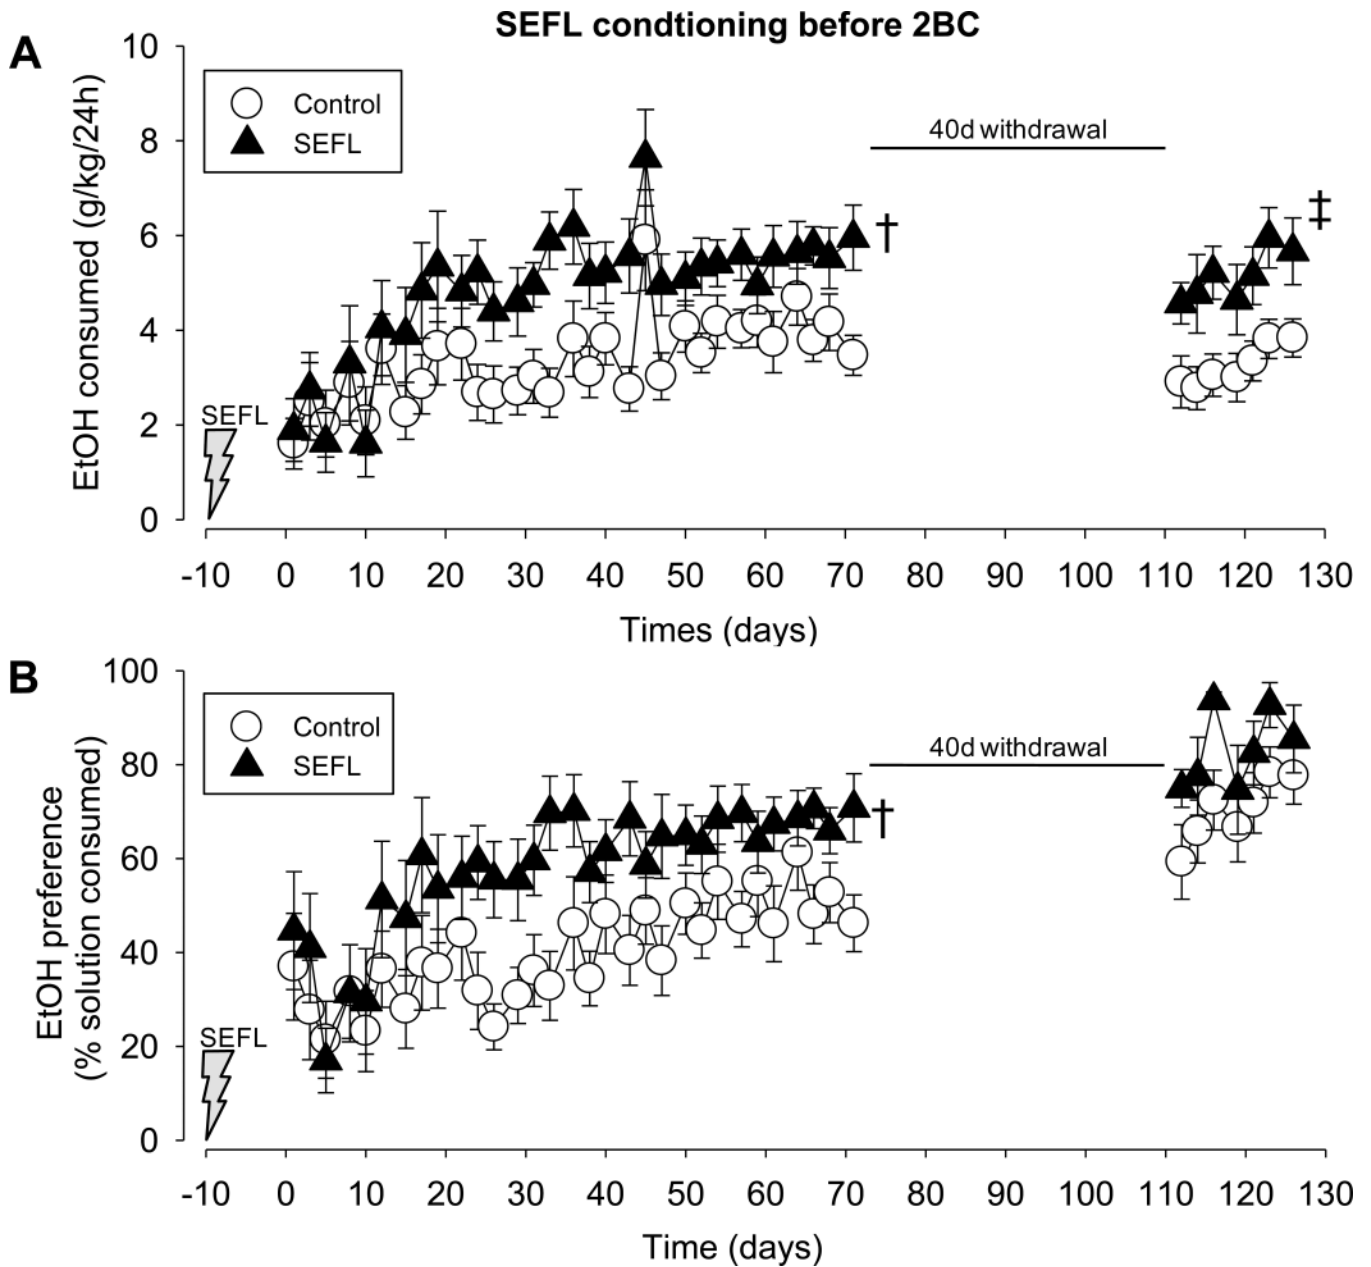 SEFL condtioning before 2BC
A
10
8
6
4
2
0
EtOH consumed (g/kg/24h)
Control
SEFL
40d withdrawal
†
‡
SEFL
-10 0 10 20 30 40 50 60 70 80 90 100 110 120 130
Times (days)
B
100
80
60
40
20
0
EtOH preference
(% solution consumed)
Control
SEFL
40d withdrawal
†
SEFL
-10 0 10 20 30 40 50 60 70 80 90 100 110 120 130
Time (days)